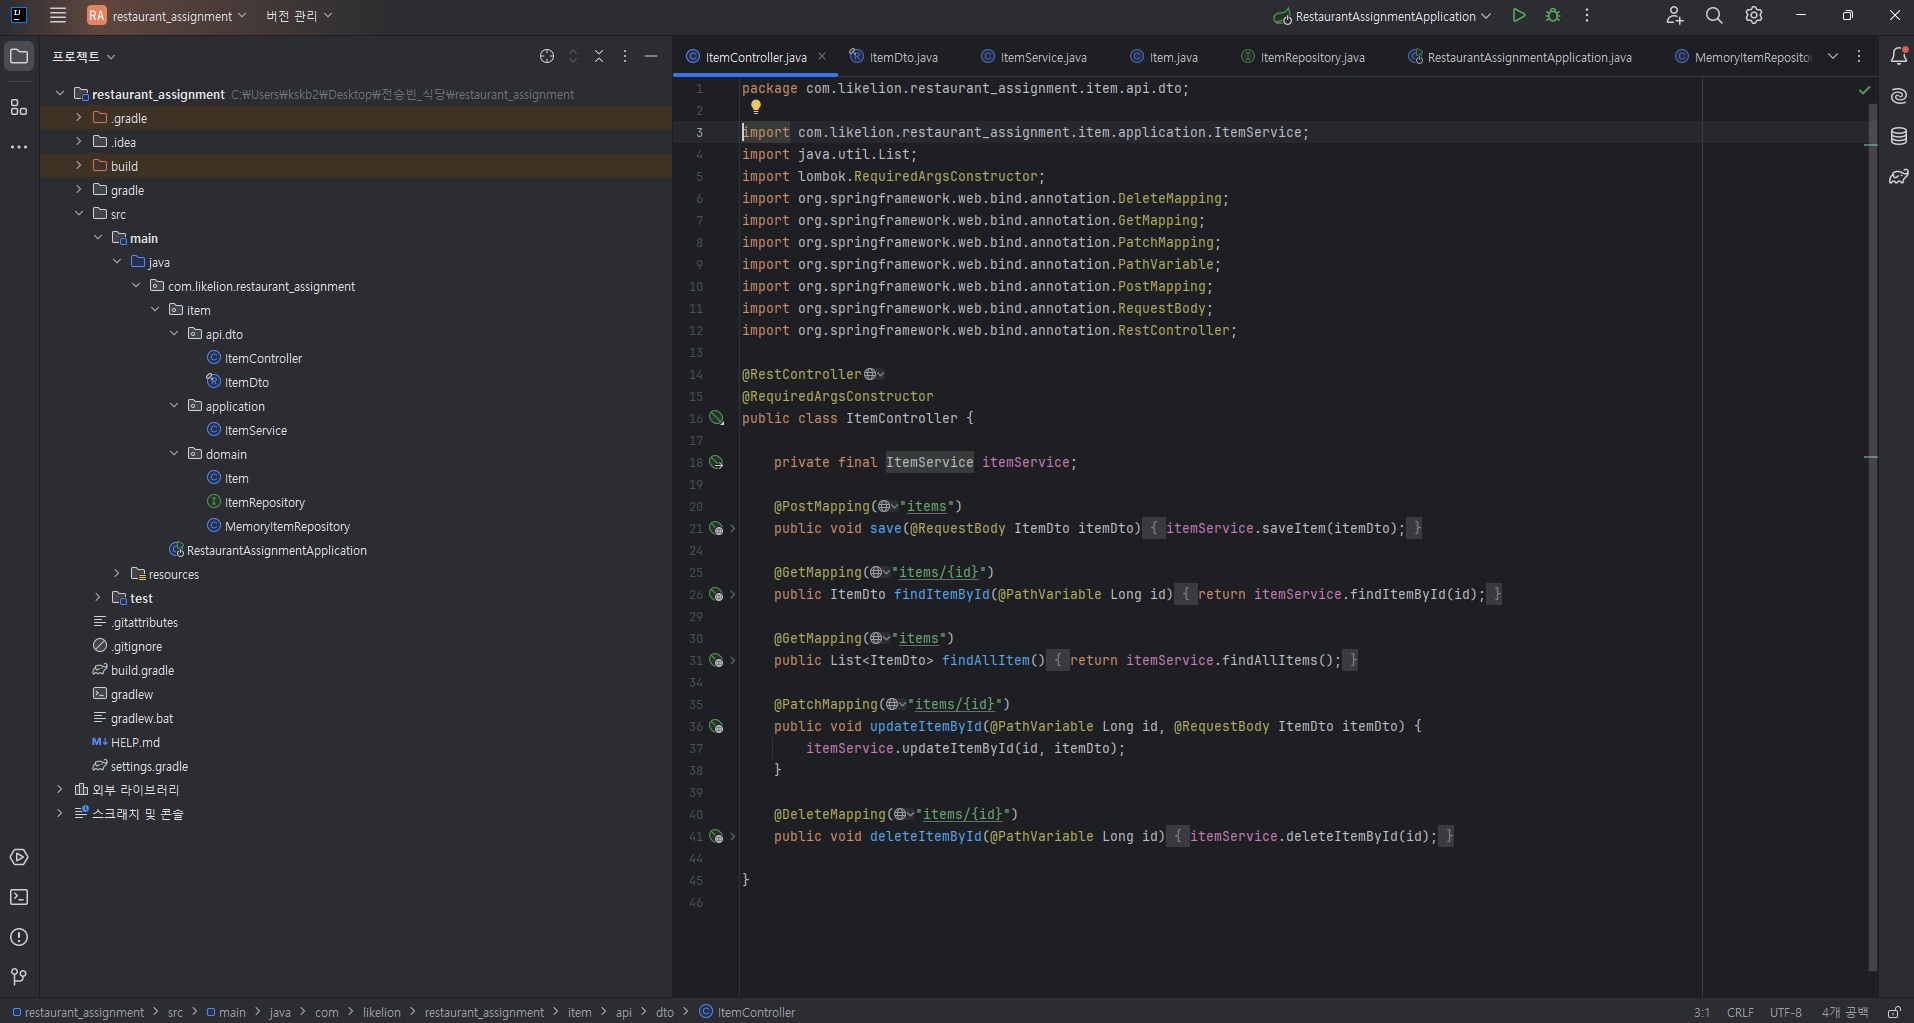 RA restaurant_assignment 버전 관리 RestaurantAssignmentApplication
프로젝트
ItemController.java ItemDto.java ItemService.java Item.java ItemRepository.java RestaurantAssignmentApplication.java MemoryItemRepositor
restaurant_assignment C:₩Users₩kskb2₩Desktop₩전승빈_식당₩restaurant_assignment
.gradle
.idea
build
gradle
src
main
java
com.likelion.restaurant_assignment
item
api.dto
ItemController
ItemDto
application
ItemService
domain
Item
ItemRepository
MemoryItemRepository
RestaurantAssignmentApplication
resources
test
.gitattributes
.gitignore
build.gradle
gradlew
gradlew.bat
M↓ HELP.md
settings.gradle
외부 라이브러리
스크래치 및 콘솔
1 package com.likelion.restaurant_assignment.item.api.dto;
2
3 import com.likelion.restaurant_assignment.item.application.ItemService;
4 import java.util.List;
5 import lombok.RequiredArgsConstructor;
6 import org.springframework.web.bind.annotation.DeleteMapping;
7 import org.springframework.web.bind.annotation.GetMapping;
8 import org.springframework.web.bind.annotation.PatchMapping;
9 import org.springframework.web.bind.annotation.PathVariable;
10 import org.springframework.web.bind.annotation.PostMapping;
11 import org.springframework.web.bind.annotation.RequestBody;
12 import org.springframework.web.bind.annotation.RestController;
13
14 @RestController
15 @RequiredArgsConstructor
16 public class ItemController {
17
18 private final ItemService itemService;
19
20 @PostMapping("items")
21 public void save(@RequestBody ItemDto itemDto) { itemService.saveItem(itemDto); }
24
25 @GetMapping("items/{id}")
26 public ItemDto findItemById(@PathVariable Long id) { return itemService.findItemById(id); }
29
30 @GetMapping("items")
31 public List<ItemDto> findAllItem() { return itemService.findAllItems(); }
34
35 @PatchMapping("items/{id}")
36 public void updateItemById(@PathVariable Long id, @RequestBody ItemDto itemDto) {
37 itemService.updateItemById(id, itemDto);
38 }
39
40 @DeleteMapping("items/{id}")
41 public void deleteItemById(@PathVariable Long id) { itemService.deleteItemById(id); }
44
45 }
46
restaurant_assignment > src > main > java > com > likelion > restaurant_assignment > item > api > dto > ItemController 3:1 CRLF UTF-8 4개 공백